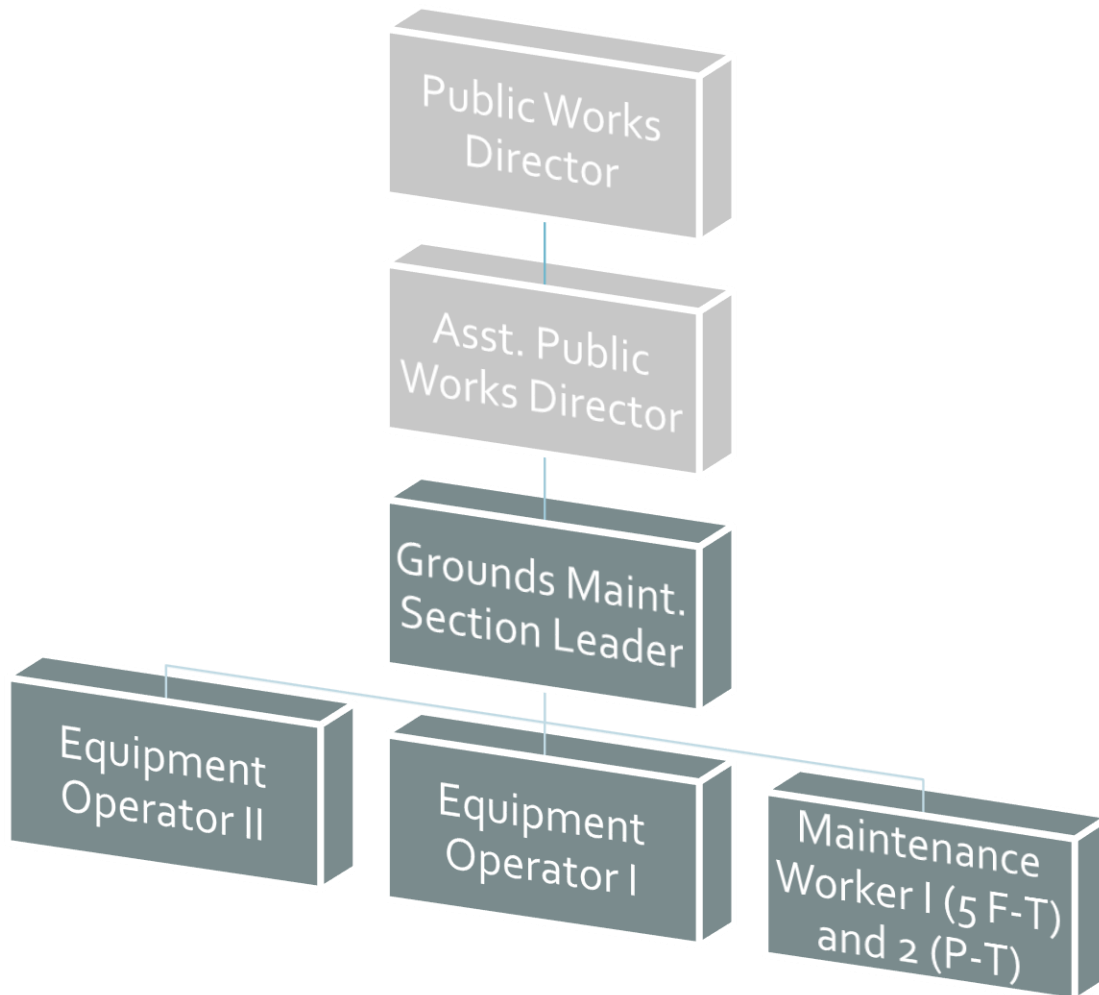 Public Works
Director
Asst. Public
Works Director
Grounds Maint.
Section Leader
Equipment
Operator II
Equipment
Operator I
Maintenance
Worker I (5 F-T)
and 2 (P-T)